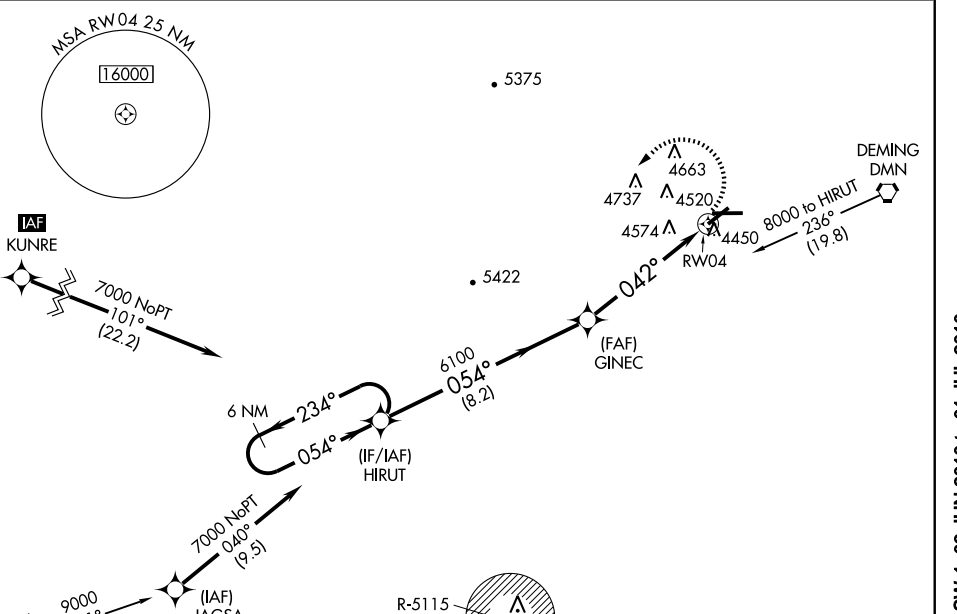 MSA RW04 25 NM
16000
5375
DEMING
DMN
4663
4737
4520
4574
4450
RW04
8000 to HIRUT
236°
(19.8)
IAF
KUNRE
7000 NoPT
101°
(22.2)
5422
042°
(FAF)
GINEC
6100
054°
(8.2)
6 NM
234°
054°
(IF/IAF)
HIRUT
7000 NoPT
040°
(9.5)
(IAF)
9000
R-5115